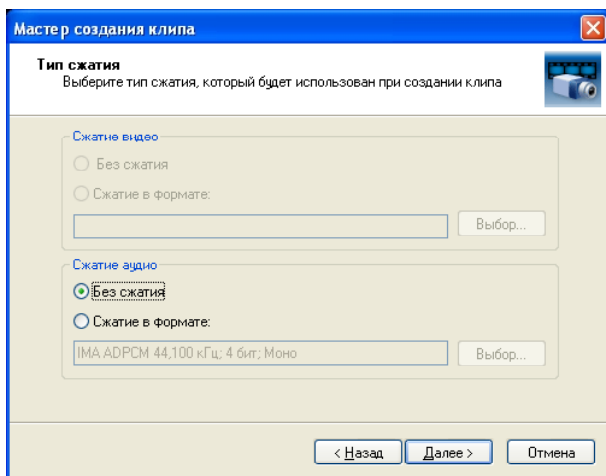 Мастер создания клипа
Тип сжатия
Выберите тип сжатия, который будет использован при создании клипа
Сжатие видео
Без сжатия
Сжатие в формате:
Выбор...
Сжатие аудио
Без сжатия
Сжатие в формате:
IMA ADPCM 44,100 кГц; 4 бит; Моно
Выбор...
< Назад Далее > Отмена